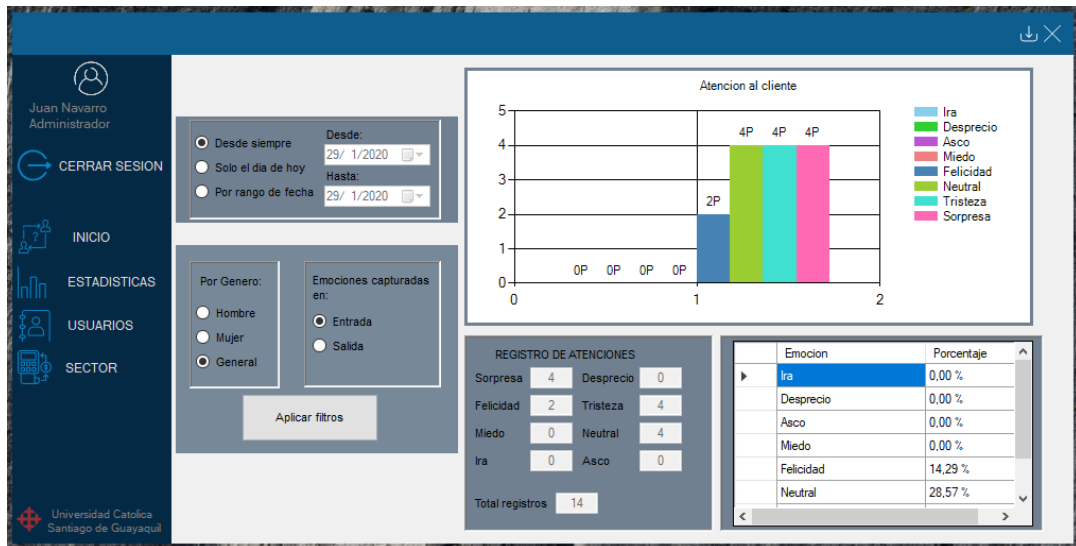 Juan Navarro
Administrador
CERRAR SESION
INICIO
ESTADISTICAS
USUARIOS
SECTOR
Universidad Catolica
Santiago de Guayaquil
Desde siempre
Solo el dia de hoy
Por rango de fecha
Desde:
29/ 1/2020
Hasta:
29/ 1/2020
Por Genero:
Hombre
Mujer
General
Emociones capturadas
en:
Entrada
Salida
Aplicar filtros
Atencion al cliente
5
4
3
2
1
0
0P 0P 0P 0P 2P 4P 4P 4P
0 1 2
Ira
Desprecio
Asco
Miedo
Felicidad
Neutral
Tristeza
Sorpresa
REGISTRO DE ATENCIONES
Sorpresa 4 Desprecio 0
Felicidad 2 Tristeza 4
Miedo 0 Neutral 4
Ira 0 Asco 0
Total registros 14
Emocion Porcentaje
Ira 0,00 %
Desprecio 0,00 %
Asco 0,00 %
Miedo 0,00 %
Felicidad 14,29 %
Neutral 28,57 %